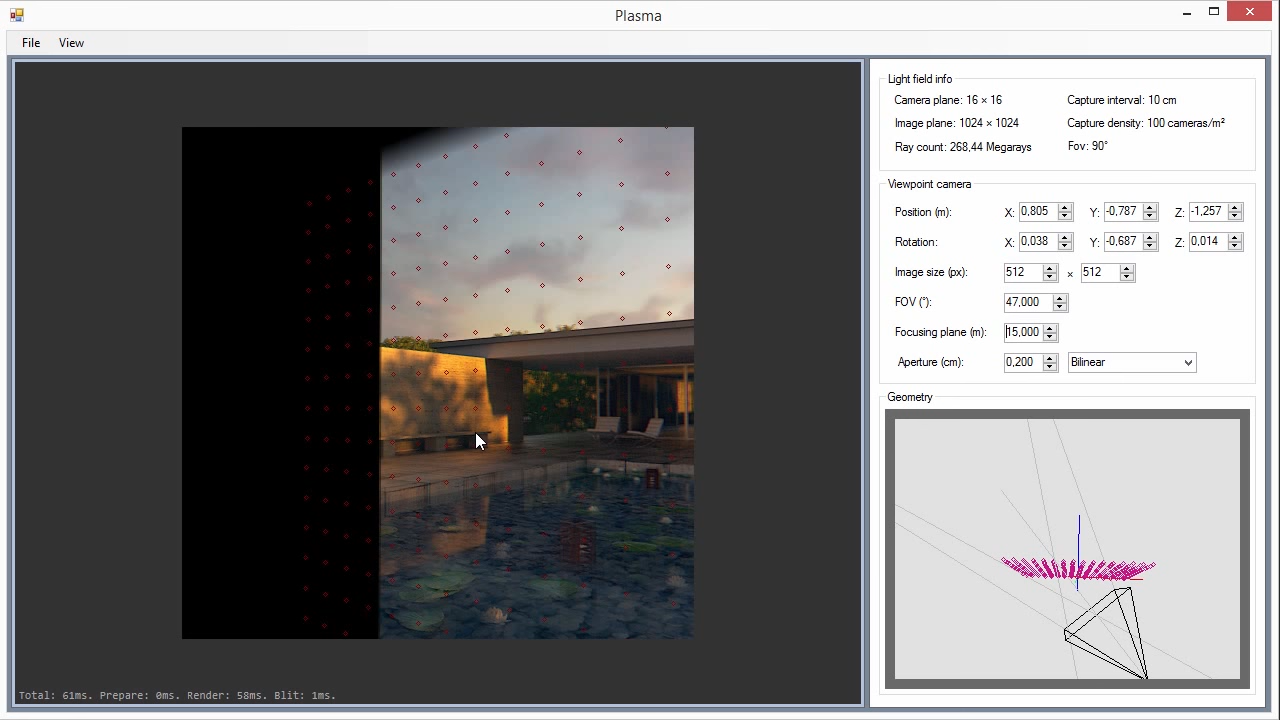 Plasma
File View
Light field info
Camera plane: 16 × 16 Capture interval: 10 cm
Image plane: 1024 × 1024 Capture density: 100 cameras/m²
Ray count: 268,44 Megarays Fov: 90°
Viewpoint camera
Position (m): X: 0,805 Y: -0,787 Z: -1,257
Rotation: X: 0,038 Y: -0,687 Z: 0,014
Image size (px): 512 × 512
FOV (°): 47,000
Focusing plane (m): 15,000
Aperture (cm): 0,200 Bilinear
Geometry
Total: 61ms. Prepare: 0ms. Render: 58ms. Blit: 1ms.